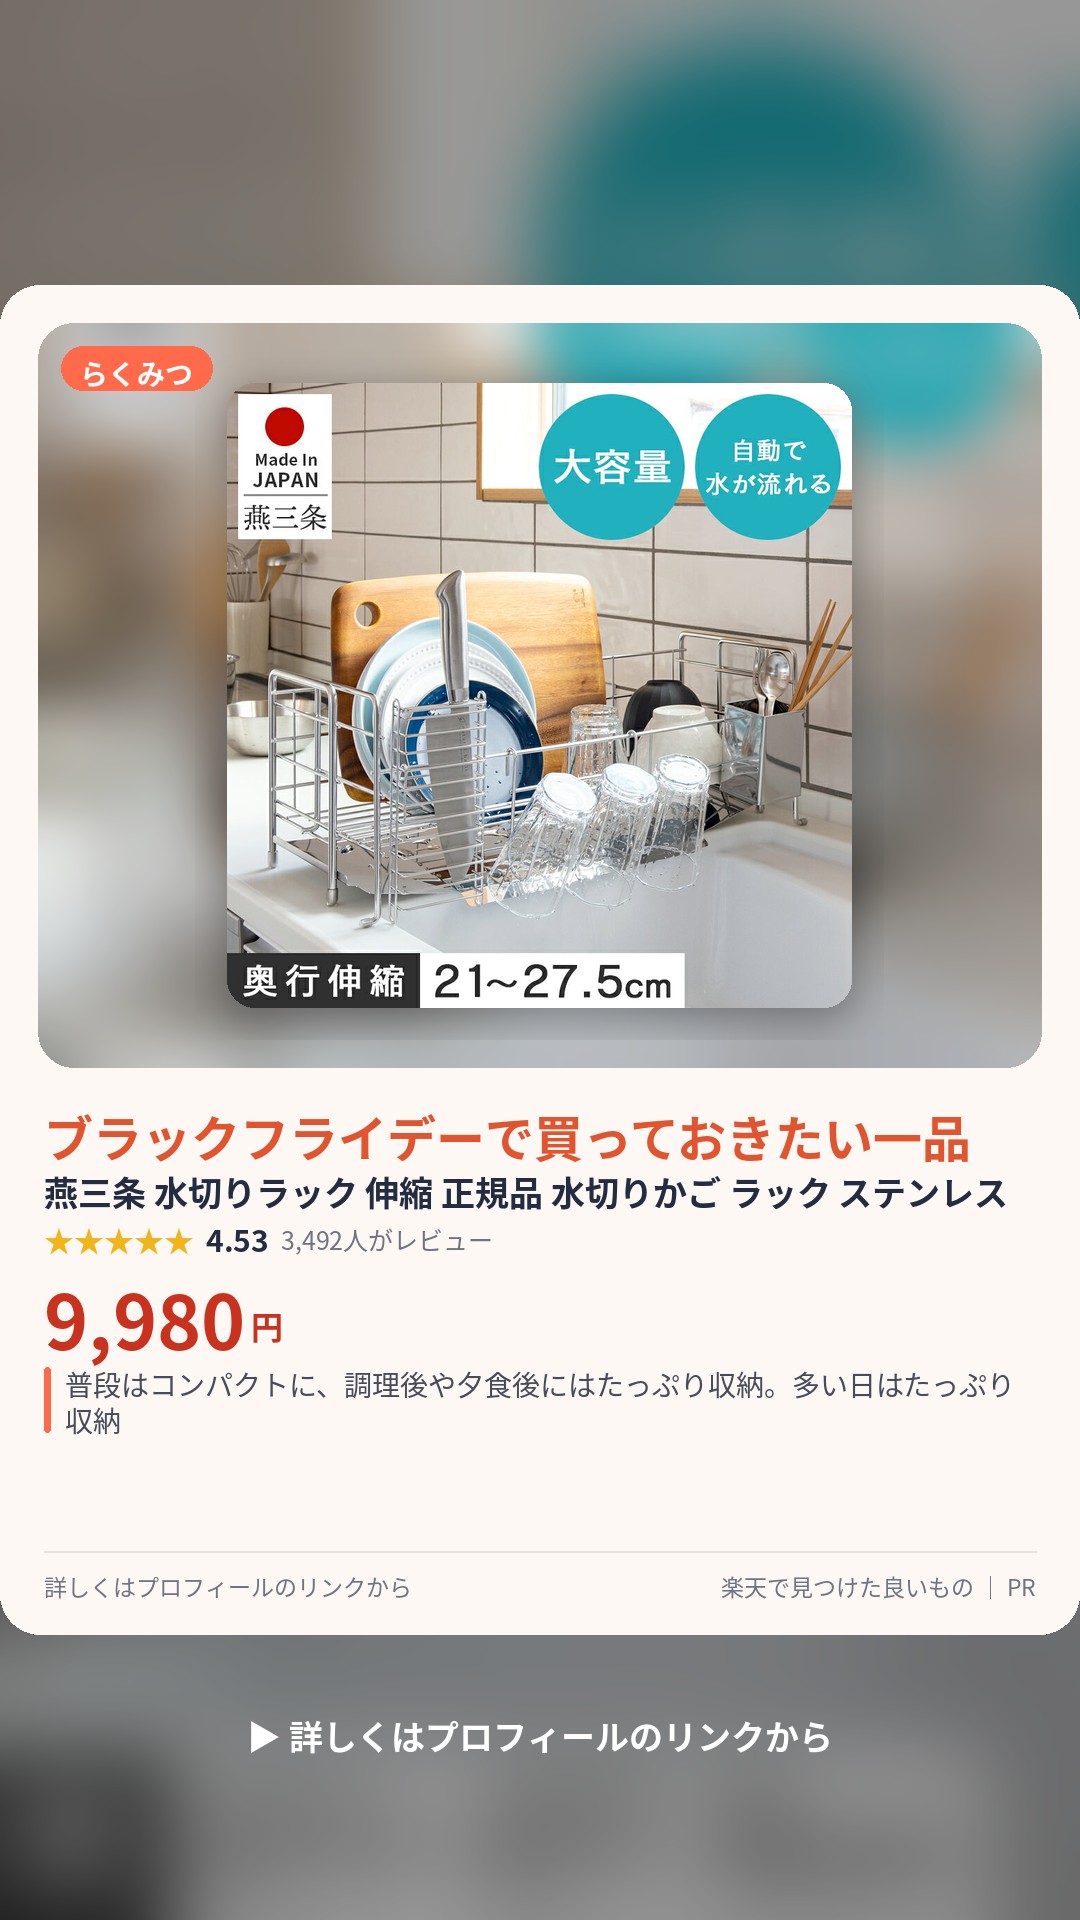 らくみつ
Made In
JAPAN
燕三条
大容量
自動で
水が流れる
奥行伸縮 21〜27.5cm
ブラックフライデーで買っておきたい一品
燕三条 水切りラック 伸縮 正規品 水切りかご ラック ステンレス
★★★★★ 4.53 3,492人がレビュー
9,980円
普段はコンパクトに、調理後や夕食後にはたっぷり収納。多い日はたっぷり
収納
詳しくはプロフィールのリンクから
楽天で見つけた良いもの｜PR
▶ 詳しくはプロフィールのリンクから